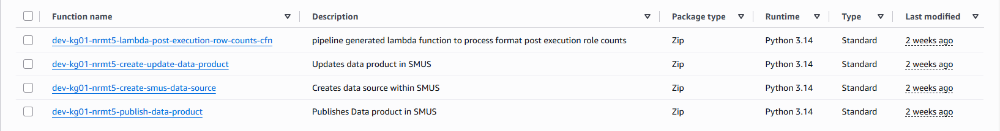 Function name Description Package type Runtime Type Last modified
dev-kg01-nrmt5-lambda-post-execution-row-counts-cfn pipeline generated lambda function to process format post execution role counts Zip Python 3.14 Standard 2 weeks ago
dev-kg01-nrmt5-create-update-data-product Updates data product in SMUS Zip Python 3.14 Standard 2 weeks ago
dev-kg01-nrmt5-create-smus-data-source Creates data source within SMUS Zip Python 3.14 Standard 2 weeks ago
dev-kg01-nrmt5-publish-data-product Publishes Data product in SMUS Zip Python 3.14 Standard 2 weeks ago